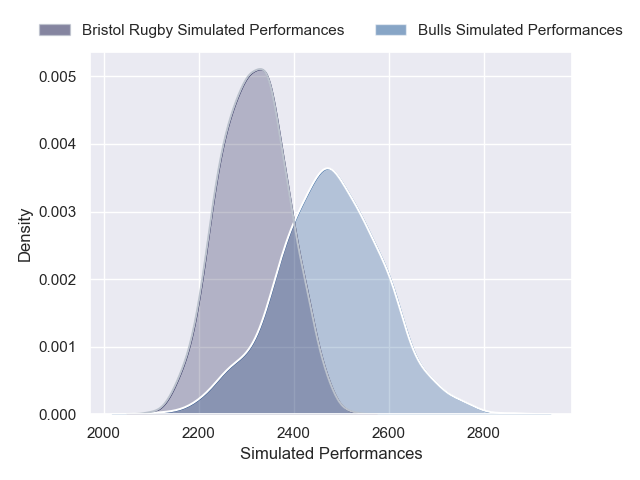 Bristol Rugby Simulated Performances
Bulls Simulated Performances
0.005
0.004
0.003
0.002
0.001
0.000
Density
2000
2200
2400
2600
2800
Simulated Performances